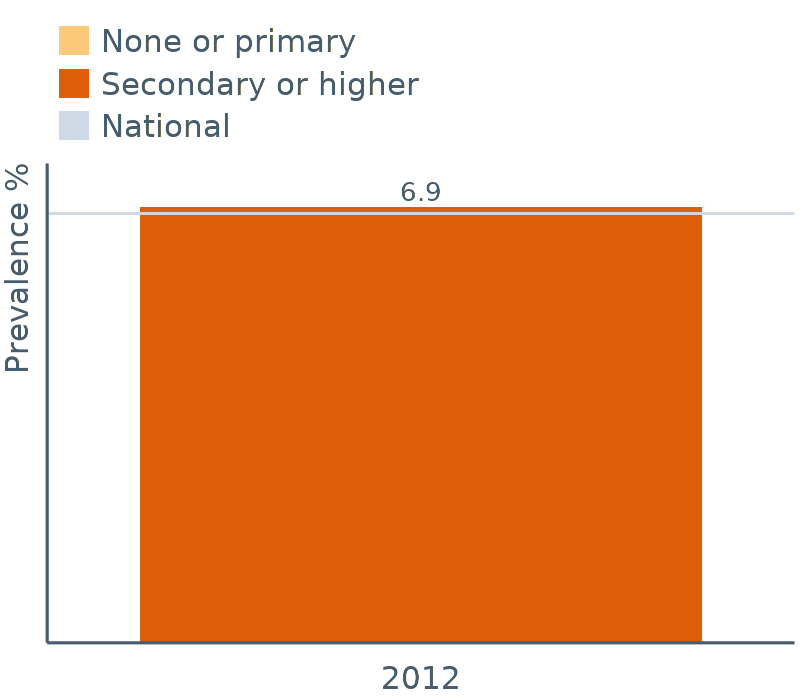 None or primary
Secondary or higher
National
Prevalence %
6.9
2012